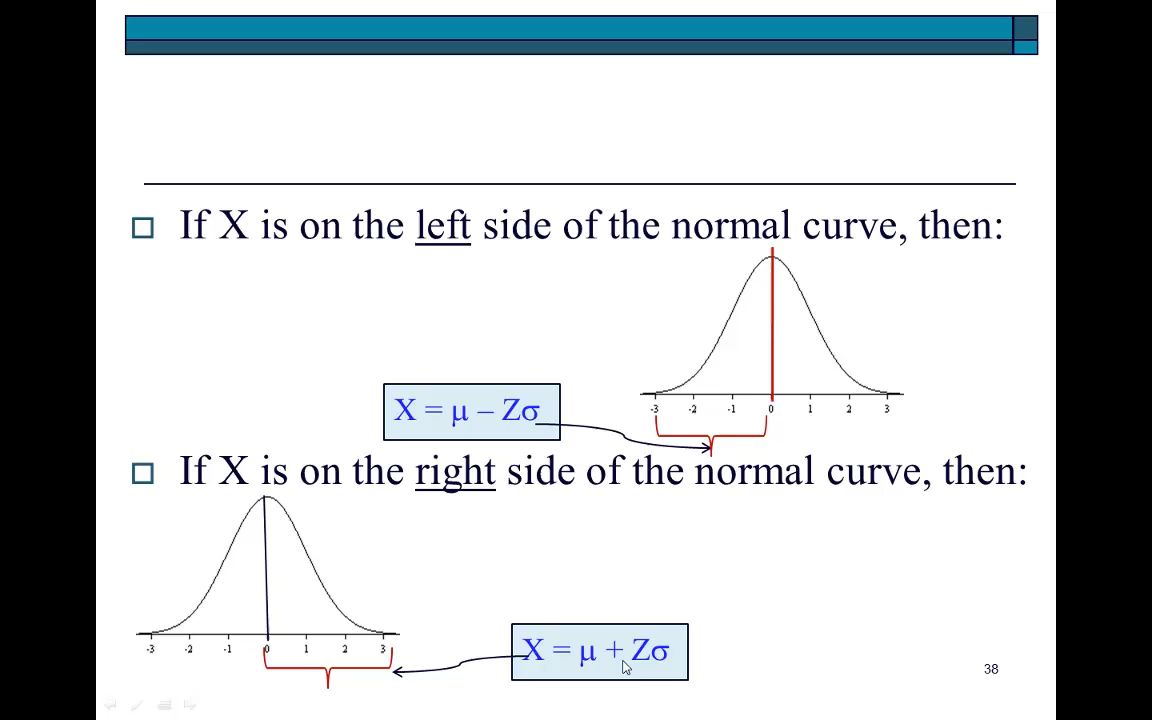 If X is on the left side of the normal curve, then:
-3 -2 -1 0 1 2 3
X = μ – Zσ
If X is on the right side of the normal curve, then:
-3 -2 -1 0 1 2 3
X = μ + Zσ
38